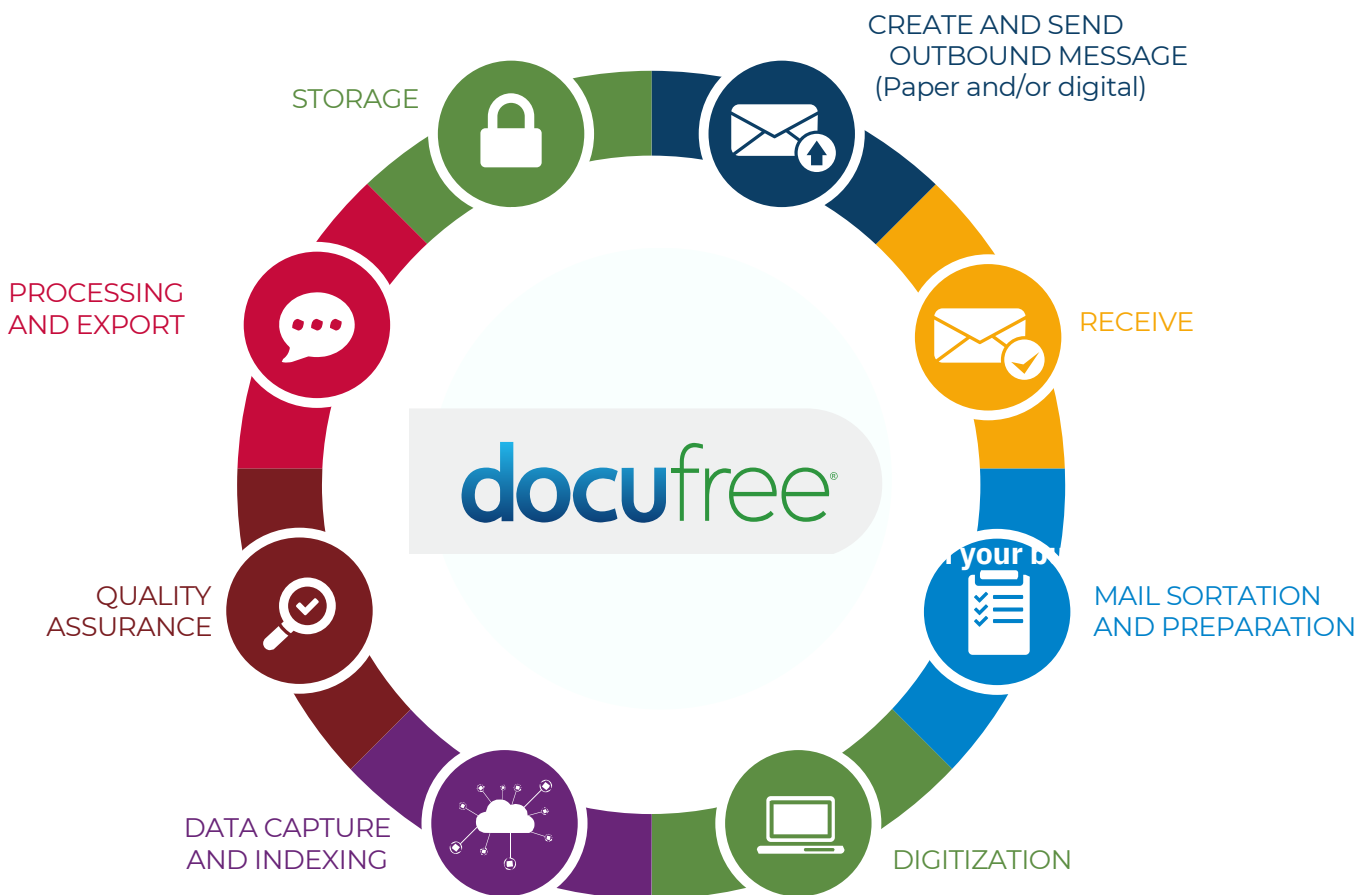 CREATE AND SEND
OUTBOUND MESSAGE
(Paper and/or digital)
STORAGE
PROCESSING
AND EXPORT
RECEIVE
docufree®
your
QUALITY
ASSURANCE
MAIL SORTATION
AND PREPARATION
DATA CAPTURE
AND INDEXING
DIGITIZATION